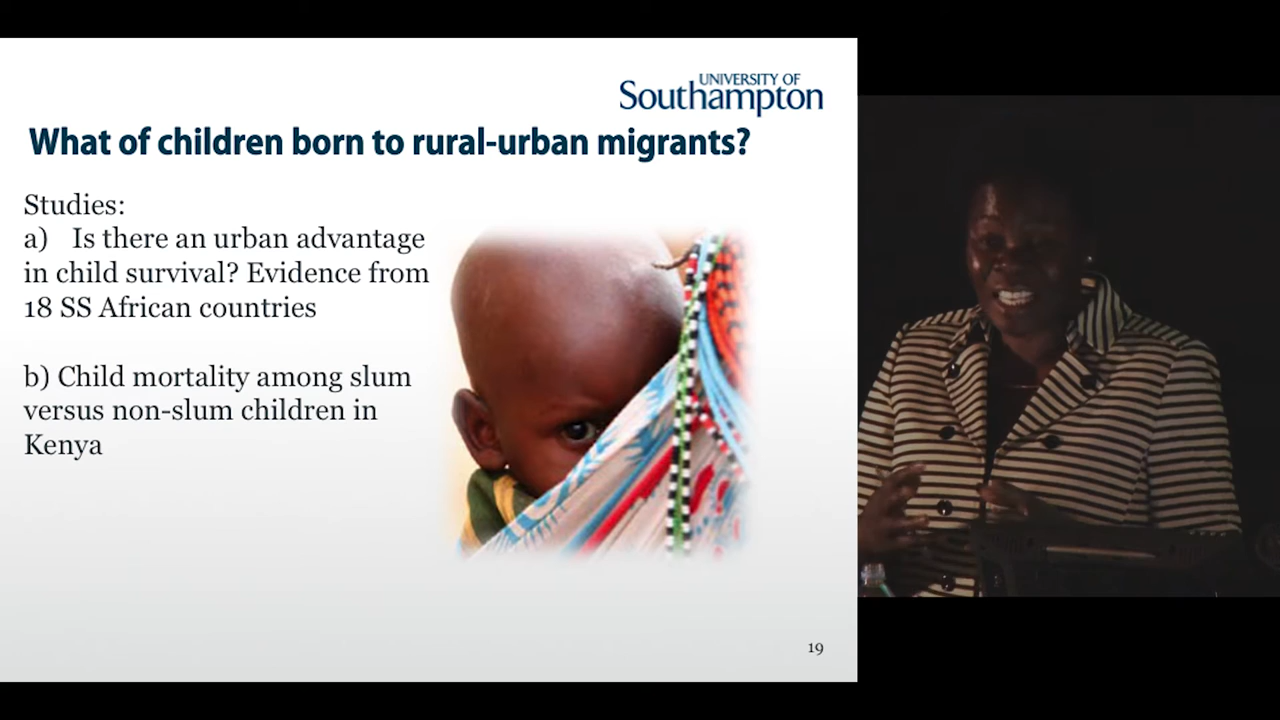 UNIVERSITY OF
Southampton
What of children born to rural-urban migrants?
Studies:
a) Is there an urban advantage
in child survival? Evidence from
18 SS African countries
b) Child mortality among slum
versus non-slum children in
Kenya
19